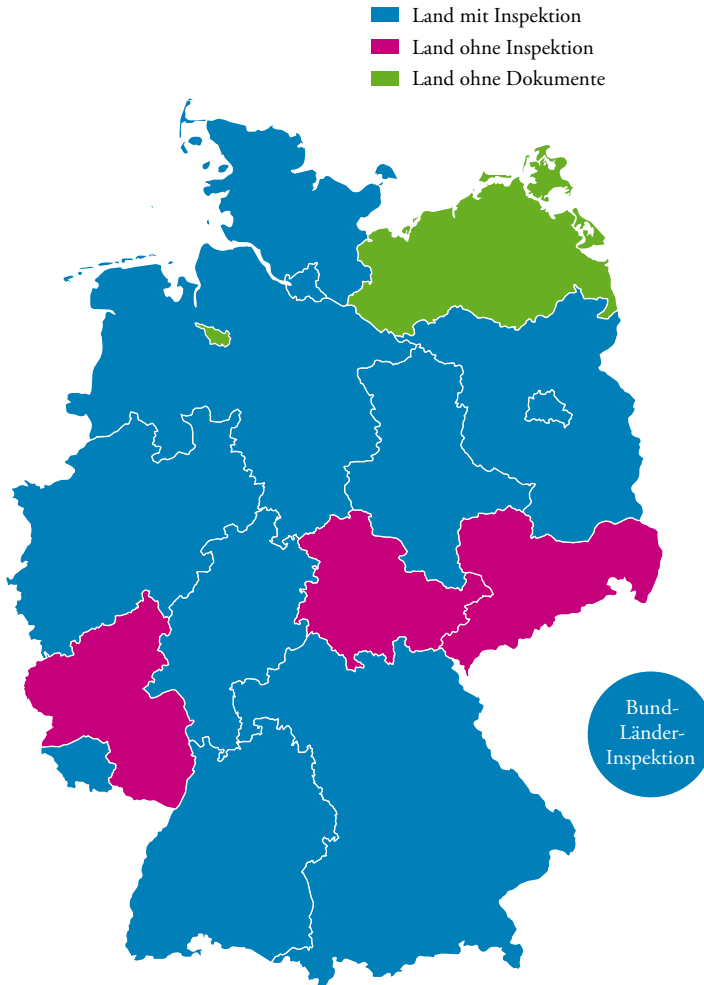 Land mit Inspektion
Land ohne Inspektion
Land ohne Dokumente
Bund-
Länder-
Inspektion